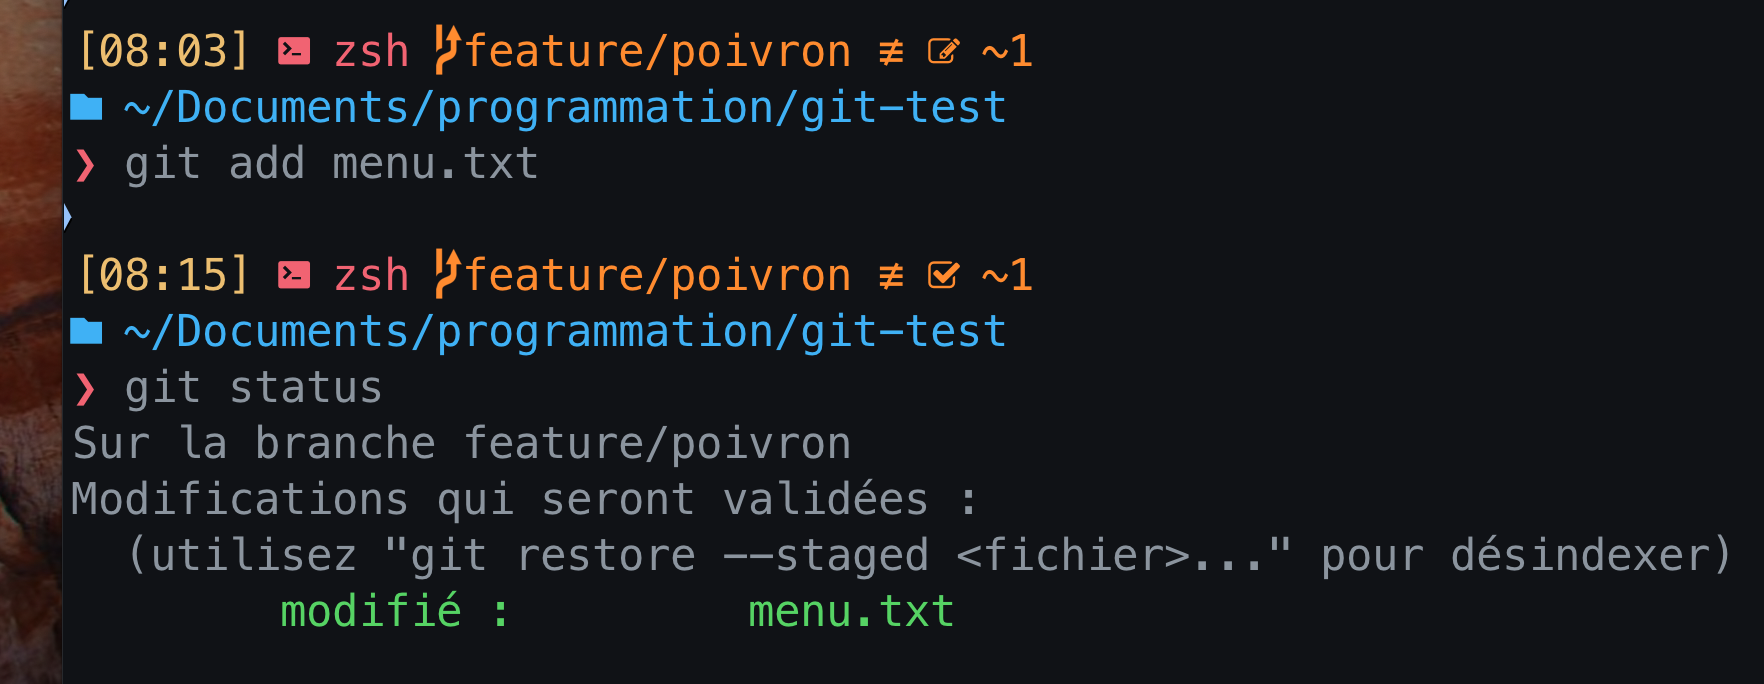 [08:03] zsh feature/poivron ≢ ~1
~/Documents/programmation/git-test
❯ git add menu.txt
[08:15] zsh feature/poivron ≢ ~1
~/Documents/programmation/git-test
❯ git status
Sur la branche feature/poivron
Modifications qui seront validées :
(utilisez "git restore --staged <fichier>..." pour désindexer)
modifié : menu.txt